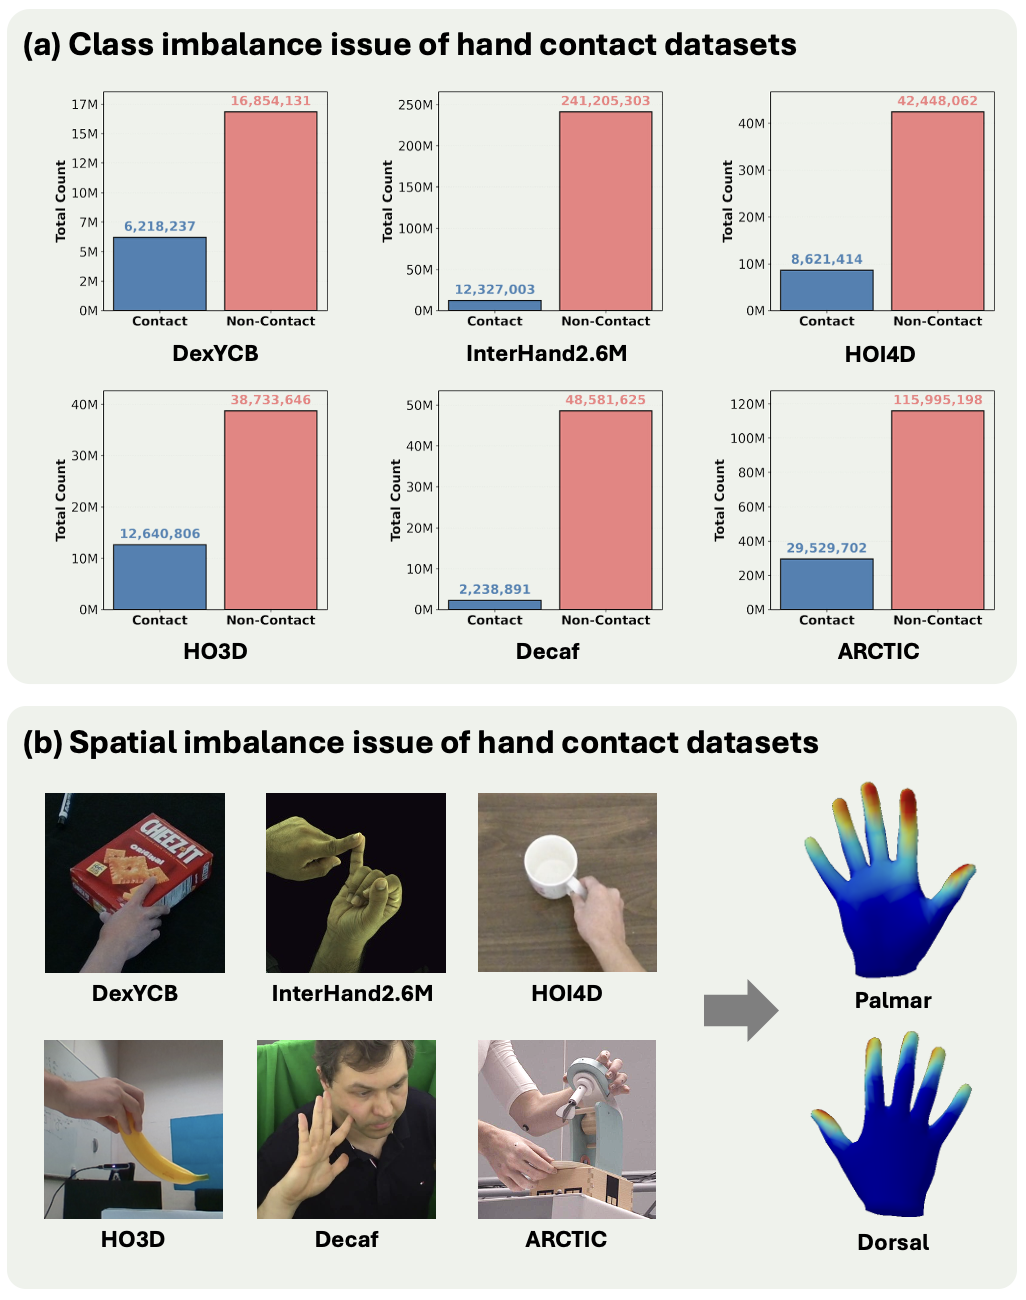 (a) Class imbalance issue of hand contact datasets
17M
15M
12M
10M
7M
5M
2M
0M
Total Count
6,218,237
16,854,131
Contact
Non-Contact
DexYCB
250M
200M
150M
100M
50M
0M
Total Count
12,327,003
241,205,303
Contact
Non-Contact
InterHand2.6M
40M
30M
20M
10M
0M
Total Count
8,621,414
42,448,062
Contact
Non-Contact
HOI4D
40M
30M
20M
10M
0M
Total Count
12,640,806
38,733,646
Contact
Non-Contact
HO3D
50M
40M
30M
20M
10M
0M
Total Count
2,238,891
48,581,625
Contact
Non-Contact
Decaf
120M
100M
80M
60M
40M
20M
0M
Total Count
29,529,702
115,995,198
Contact
Non-Contact
ARCTIC
(b) Spatial imbalance issue of hand contact datasets
CHEEZ-IT
Original
DexYCB
InterHand2.6M
HOI4D
Palmar
HO3D
Decaf
ARCTIC
Dorsal